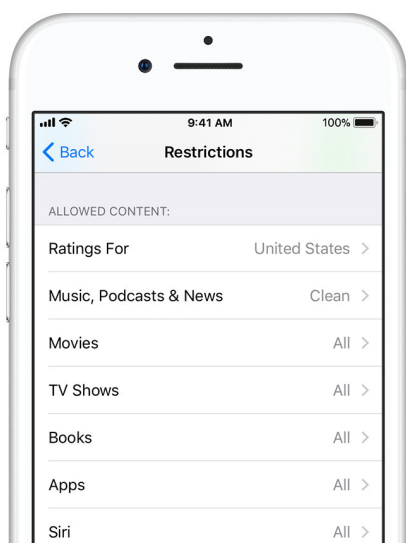 9:41 AM 100%
Back Restrictions
ALLOWED CONTENT:
Ratings For United States
Music, Podcasts & News Clean
Movies All
TV Shows All
Books All
Apps All
Siri All